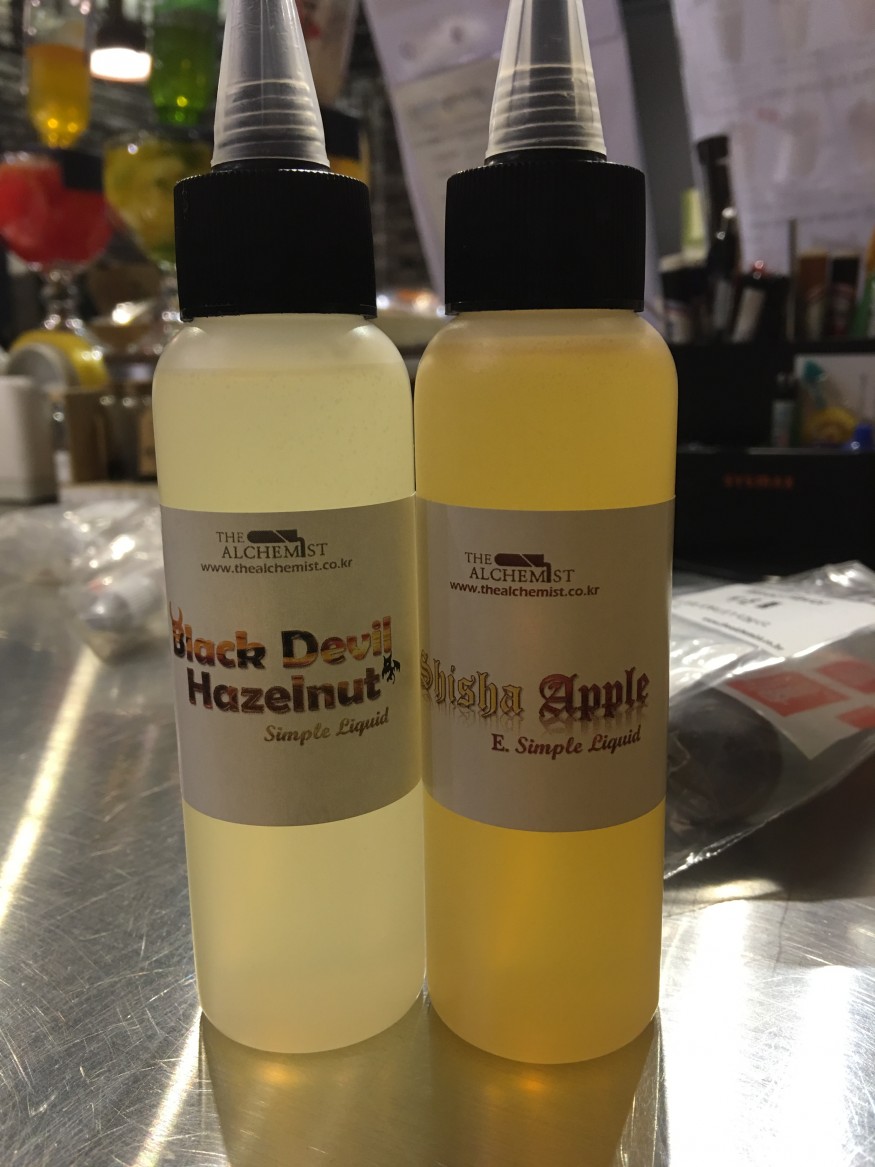 THE
ALCHEMIST
www.thealchemist.co.kr
Black Devil
Hazelnut
Simple Liquid
THE
ALCHEMIST
www.thealchemist.co.kr
Shisha Apple
E. Simple Liquid